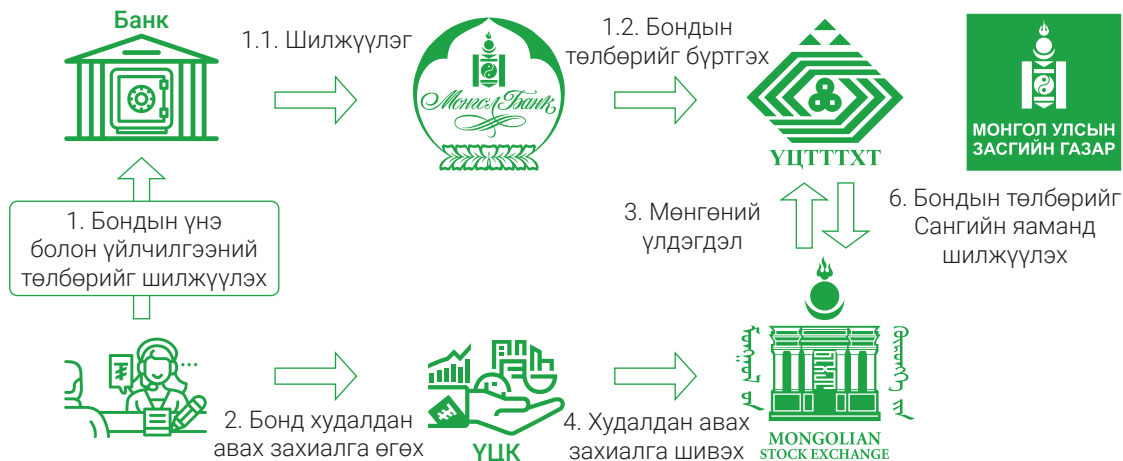 Банк
1.1. Шилжүүлэг
Монгол Банк
1.2. Бондын
төлбөрийг бүртгэх
ҮЦТТТХТ
МОНГОЛ УЛСЫН
ЗАСГИЙН ГАЗАР
1. Бондын үнэ
болон үйлчилгээний
төлбөрийг шилжүүлэх
3. Мөнгөний
үлдэгдэл
6. Бондын төлбөрийг
Сангийн яаманд
шилжүүлэх
₮
2. Бонд худалдан
авах захиалга өгөх
₮
ҮЦК
4. Худалдан авах
захиалга шивэх
MONGOLIAN
STOCK EXCHANGE